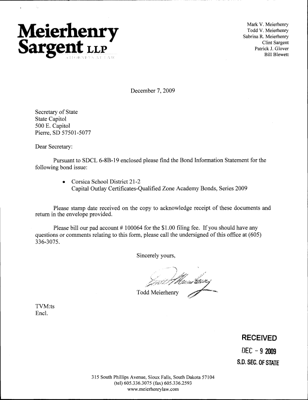 Meierhenry
Sargent LLP
Mark V. Meierhenry
Todd V. Meierhenry
Sabrina R. Meierhenry
Clint Sargent
Patrick J. Glover
Bill Blewett
December 7, 2009
Secretary of State
State Capitol
500 E. Capitol
Pierre, SD 57501-5077
Dear Secretary:
Pursuant to SDCL 6-8B-19 enclosed please find the Bond Information Statement for the
following bond issue:
• Corsica School District 21-2
Capital Outlay Certificates-Qualified Zone Academy Bonds, Series 2009
Please stamp date received on the copy to acknowledge receipt of these documents and
return in the envelope provided.
Please bill our pad account # 100064 for the $1.00 filing fee. If you should have any
questions or comments relating to this form, please call the undersigned of this office at (605)
336-3075.
Sincerely yours,
Todd Meierhenry
TVM:ts
Encl.
RECEIVED
DEC - 9 2009
S.D. SEC. OF STATE
315 South Phillips Avenue, Sioux Falls, South Dakota 57104
(tel) 605.336.3075 (fax) 605.336.2593
www.meierhenrylaw.com